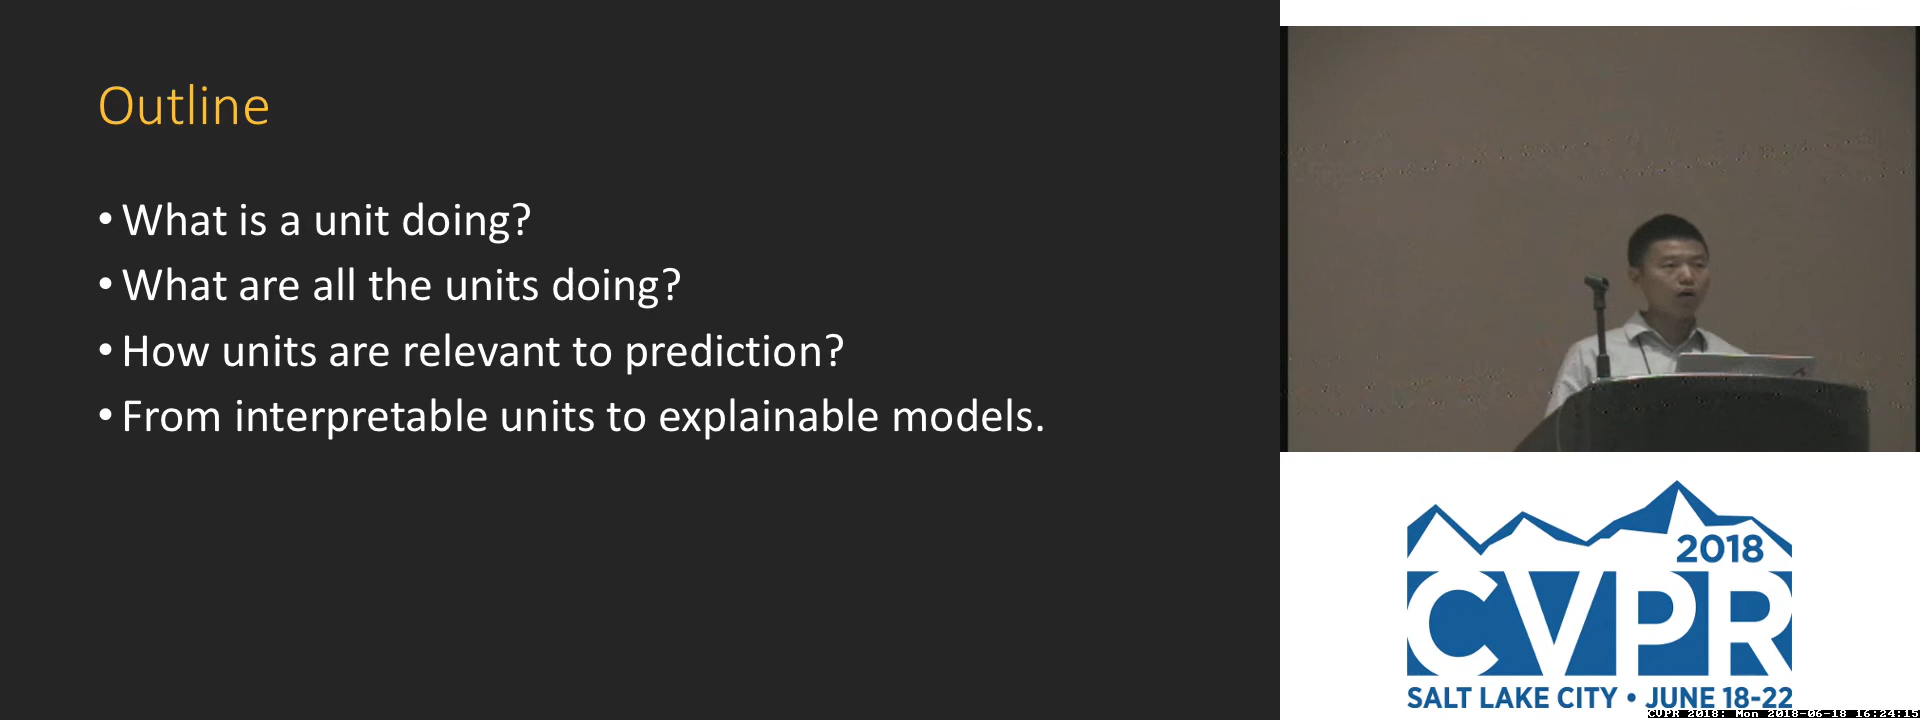 Outline
• What is a unit doing?
• What are all the units doing?
• How units are relevant to prediction?
• From interpretable units to explainable models.
2018
CVPR
SALT LAKE CITY • JUNE 18-22
CVPR 2018: Mon 2018-06-18 16:24:15